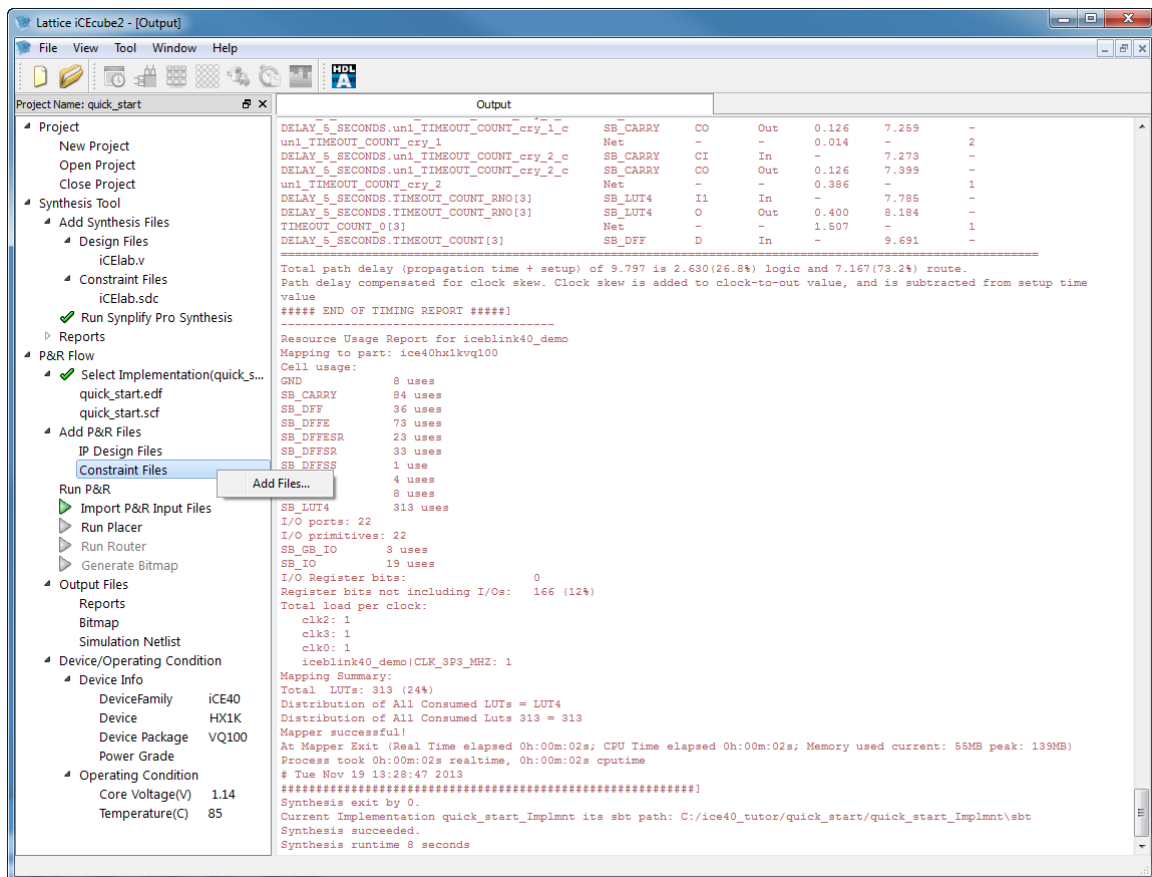 Lattice iCEcube2 - [Output]
File View Tool Window Help
HDL
A
Project Name: quick_start
Output
Project
New Project
Open Project
Close Project
Synthesis Tool
Add Synthesis Files
Design Files
iCElab.v
Constraint Files
iCElab.sdc
Run Synplify Pro Synthesis
Reports
P&R Flow
Select Implementation(quick_s...
quick_start.edf
quick_start.scf
Add P&R Files
IP Design Files
Constraint Files
Add Files...
Run P&R
Import P&R Input Files
Run Placer
Run Router
Generate Bitmap
Output Files
Reports
Bitmap
Simulation Netlist
Device/Operating Condition
Device Info
DeviceFamily iCE40
Device HX1K
Device Package VQ100
Power Grade
Operating Condition
Core Voltage(V) 1.14
Temperature(C) 85
DELAY_5_SECONDS.un1_TIMEOUT_COUNT_cry_1_c SB_CARRY CO Out 0.126 7.259 -
un1_TIMEOUT_COUNT_cry_1 Net - - 0.014 - 2
DELAY_5_SECONDS.un1_TIMEOUT_COUNT_cry_2_c SB_CARRY CI In - 7.273 -
DELAY_5_SECONDS.un1_TIMEOUT_COUNT_cry_2_c SB_CARRY CO Out 0.126 7.399 -
un1_TIMEOUT_COUNT_cry_2 Net - - 0.386 - 1
DELAY_5_SECONDS.TIMEOUT_COUNT_RNO[3] SB_LUT4 I1 In - 7.785 -
DELAY_5_SECONDS.TIMEOUT_COUNT_RNO[3] SB_LUT4 O Out 0.400 8.184 -
TIMEOUT_COUNT_0[3] Net - - 1.507 - 1
DELAY_5_SECONDS.TIMEOUT_COUNT[3] SB_DFF D In - 9.691 -
Total path delay (propagation time + setup) of 9.797 is 2.630(26.8%) logic and 7.167(73.2%) route.
Path delay compensated for clock skew. Clock skew is added to clock-to-out value, and is subtracted from setup time
value
##### END OF TIMING REPORT #####]
---------------------------------------
Resource Usage Report for iceblink40_demo
Mapping to part: ice40hx1kvq100
Cell usage:
GND 8 uses
SB_CARRY 84 uses
SB_DFF 36 uses
SB_DFFE 73 uses
SB_DFFESR 23 uses
SB_DFFSR 33 uses
SB_DFFSS 1 use
4 uses
8 uses
SB_LUT4 313 uses
I/O ports: 22
I/O primitives: 22
SB_GB_IO 3 uses
SB_IO 19 uses
I/O Register bits: 0
Register bits not including I/Os: 166 (12%)
Total load per clock:
clk2: 1
clk3: 1
clk0: 1
iceblink40_demo|CLK_3P3_MHZ: 1
Mapping Summary:
Total LUTs: 313 (24%)
Distribution of All Consumed LUTs = LUT4
Distribution of All Consumed Luts 313 = 313
Mapper successful!
At Mapper Exit (Real Time elapsed 0h:00m:02s; CPU Time elapsed 0h:00m:02s; Memory used current: 55MB peak: 139MB)
Process took 0h:00m:02s realtime, 0h:00m:02s cputime
# Tue Nov 19 13:28:47 2013
###########################################################]
Synthesis exit by 0.
Current Implementation quick_start_Implmnt its sbt path: C:/ice40_tutor/quick_start/quick_start_Implmnt\sbt
Synthesis succeeded.
Synthesis runtime 8 seconds